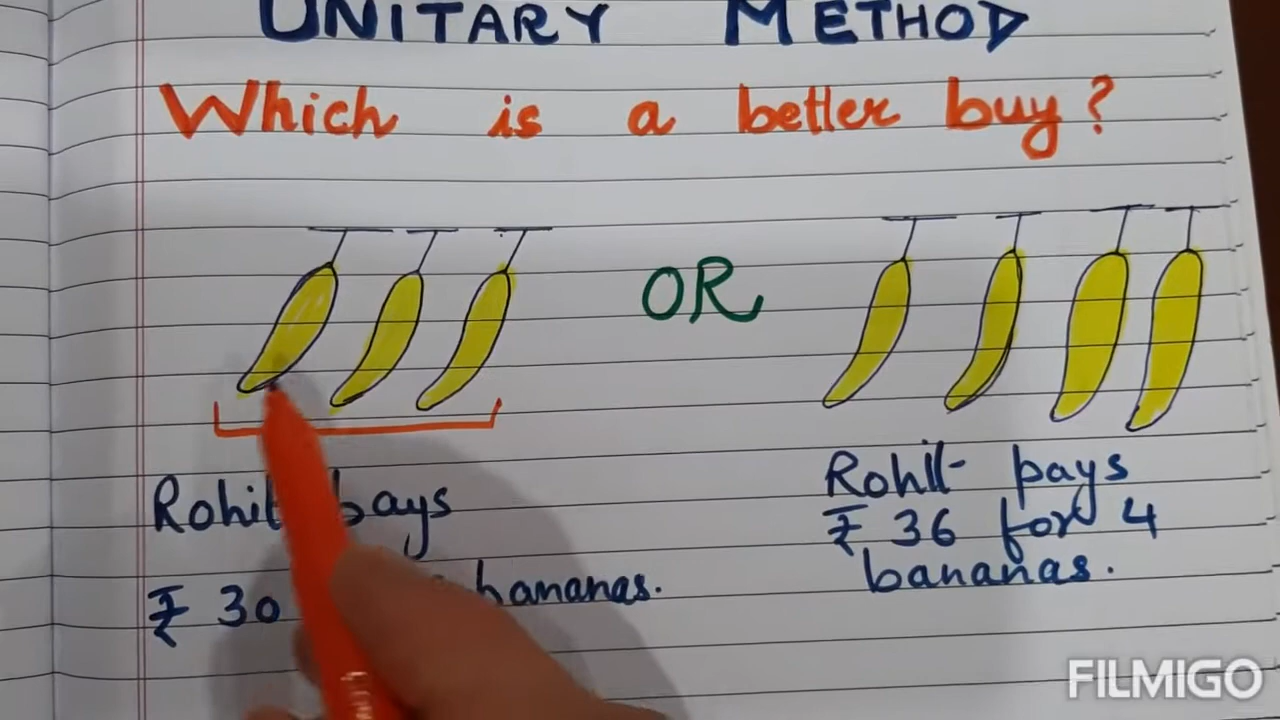 UNITARY METHOD
Which is a better buy?
OR
Rohit pays
₹ 30 bananas.
Rohit pays
₹ 36 for 4
bananas.
FILMIGO